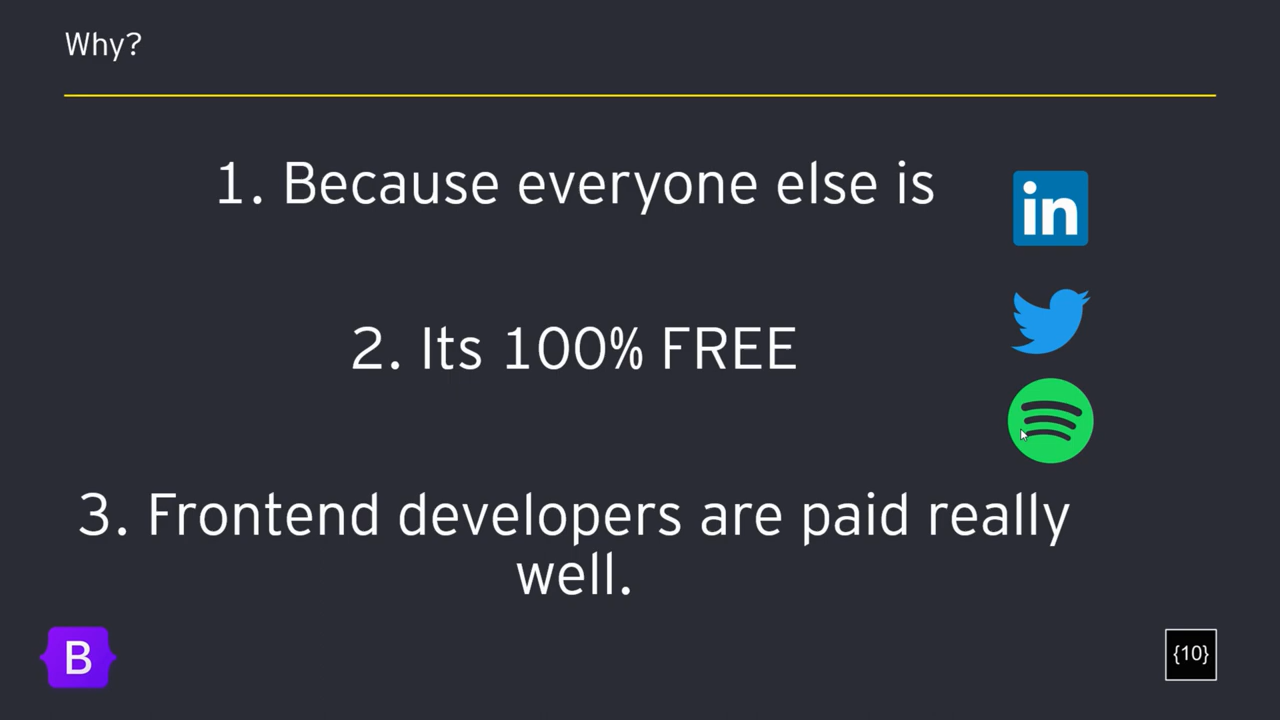 Why?
1. Because everyone else is
in
2. Its 100% FREE
3. Frontend developers are paid really
well.
B
{10}